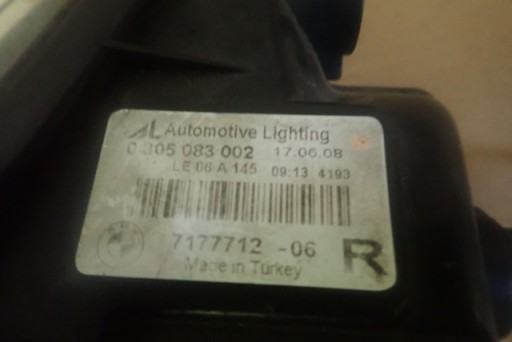 AL Automotive Lighting
0 305 083 002 17.06.08
LE 06 A 145 09:13 4193
7177712 -06 R
Made in Turkey